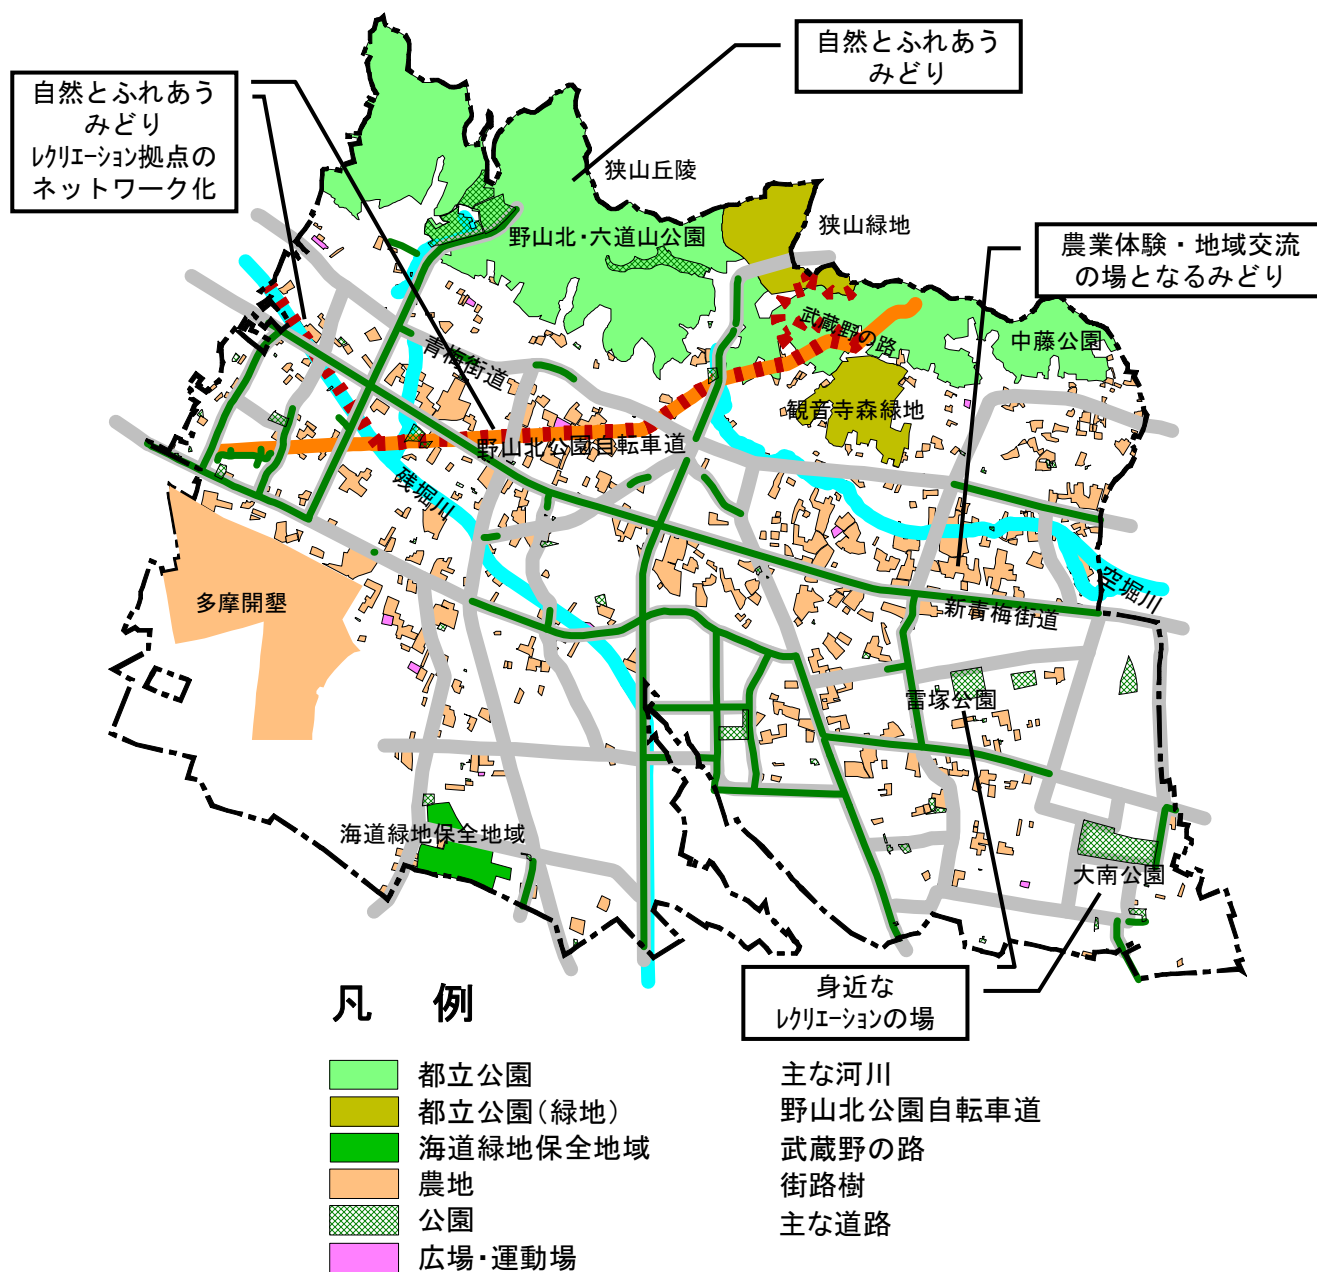 自然とふれあう
みどり
自然とふれあう
みどり
ﾚｸﾘｴｰｼｮﾝ拠点の
ネットワーク化
狭山丘陵
狭山緑地
野山北・六道山公園
農業体験・地域交流
の場となるみどり
武蔵野の路
中藤公園
青梅街道
観音寺森緑地
野山北公園自転車道
残堀川
空堀川
多摩開墾
新青梅街道
雷塚公園
海道緑地保全地域
大南公園
身近な
ﾚｸﾘｴｰｼｮﾝの場
凡　例
都立公園
都立公園（緑地）
海道緑地保全地域
農地
公園
広場・運動場
主な河川
野山北公園自転車道
武蔵野の路
街路樹
主な道路